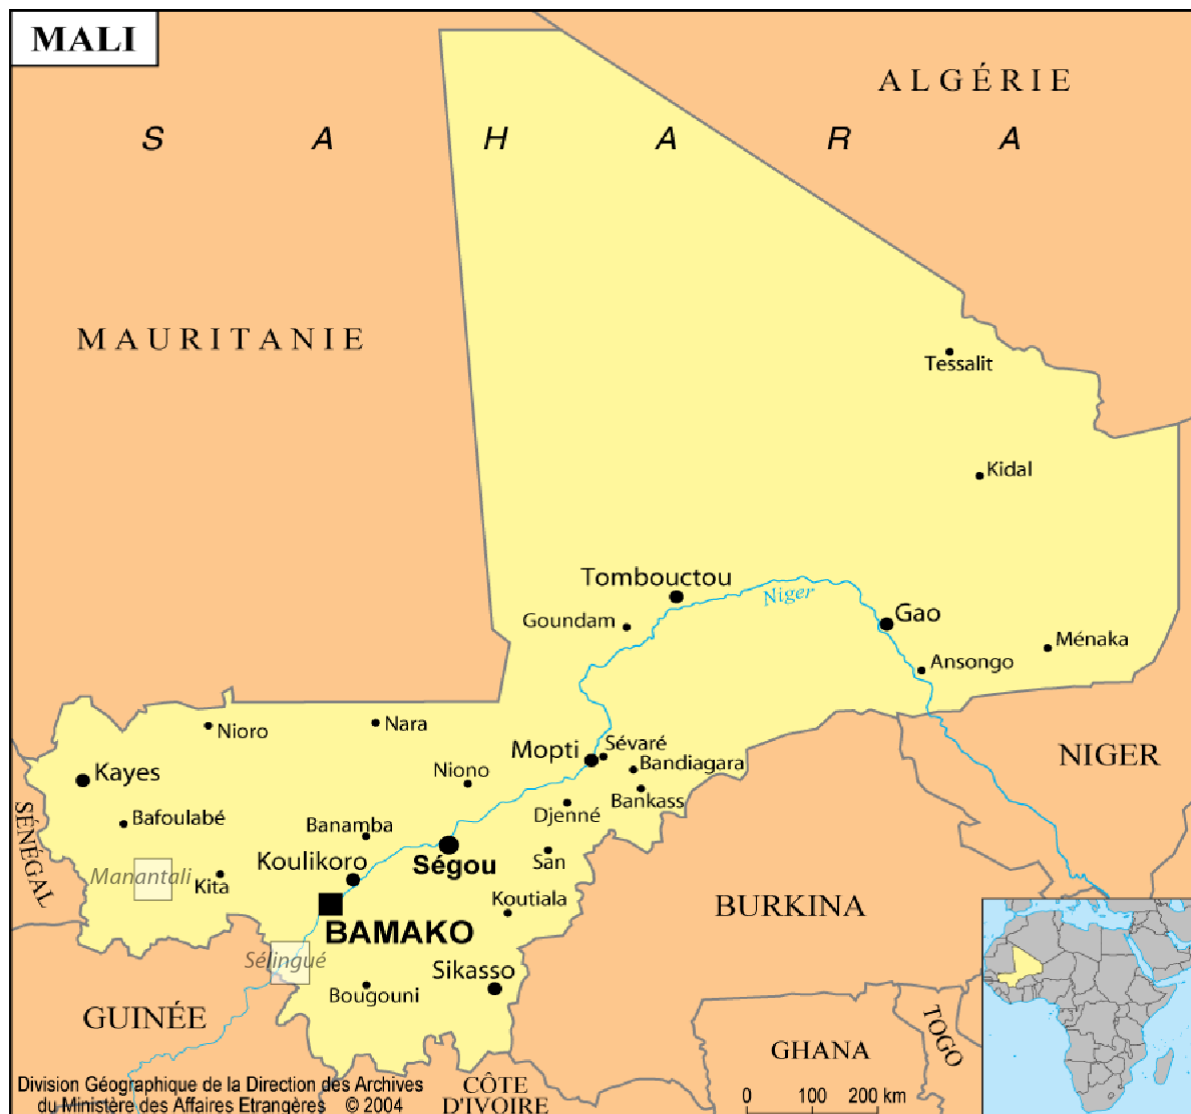 MALI
ALGÉRIE
S A H A R A
MAURITANIE
Tessalit
Kidal
Tombouctou
Niger
Goundam
Gao
Ménaka
Ansongo
Nioro
Nara
Mopti
Sévaré
Bandiagara
NIGER
Kayes
Niono
Bankass
Djenné
SÉNÉGAL
Bafoulabé
Banamba
Ségou
San
Koulikoro
Manantali
Kita
Koutiala
BURKINA
BAMAKO
Sélingué
Sikasso
Bougouni
GUINÉE
TOGO
GHANA
Division Géographique de la Direction des Archives
du Ministère des Affaires Etrangères © 2004
CÔTE
D'IVOIRE
0 100 200 km